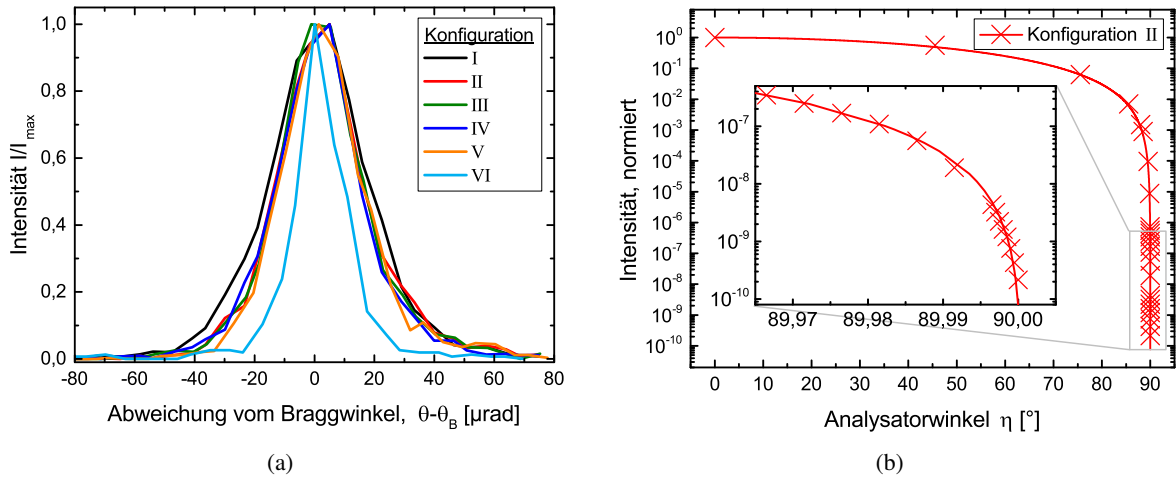 Intensität I/I_max
1,0
0,8
0,6
0,4
0,2
0,0
-80 -60 -40 -20 0 20 40 60 80
Abweichung vom Braggwinkel, θ-θ_B [µrad]
Konfiguration
I
II
III
IV
V
VI
(a)
Intensität, normiert
10^0
10^-1
10^-2
10^-3
10^-4
10^-5
10^-6
10^-7
10^-8
10^-9
10^-10
0 10 20 30 40 50 60 70 80 90
Analysatorwinkel η [°]
Konfiguration II
10^-7
10^-8
10^-9
10^-10
89,97 89,98 89,99 90,00
(b)